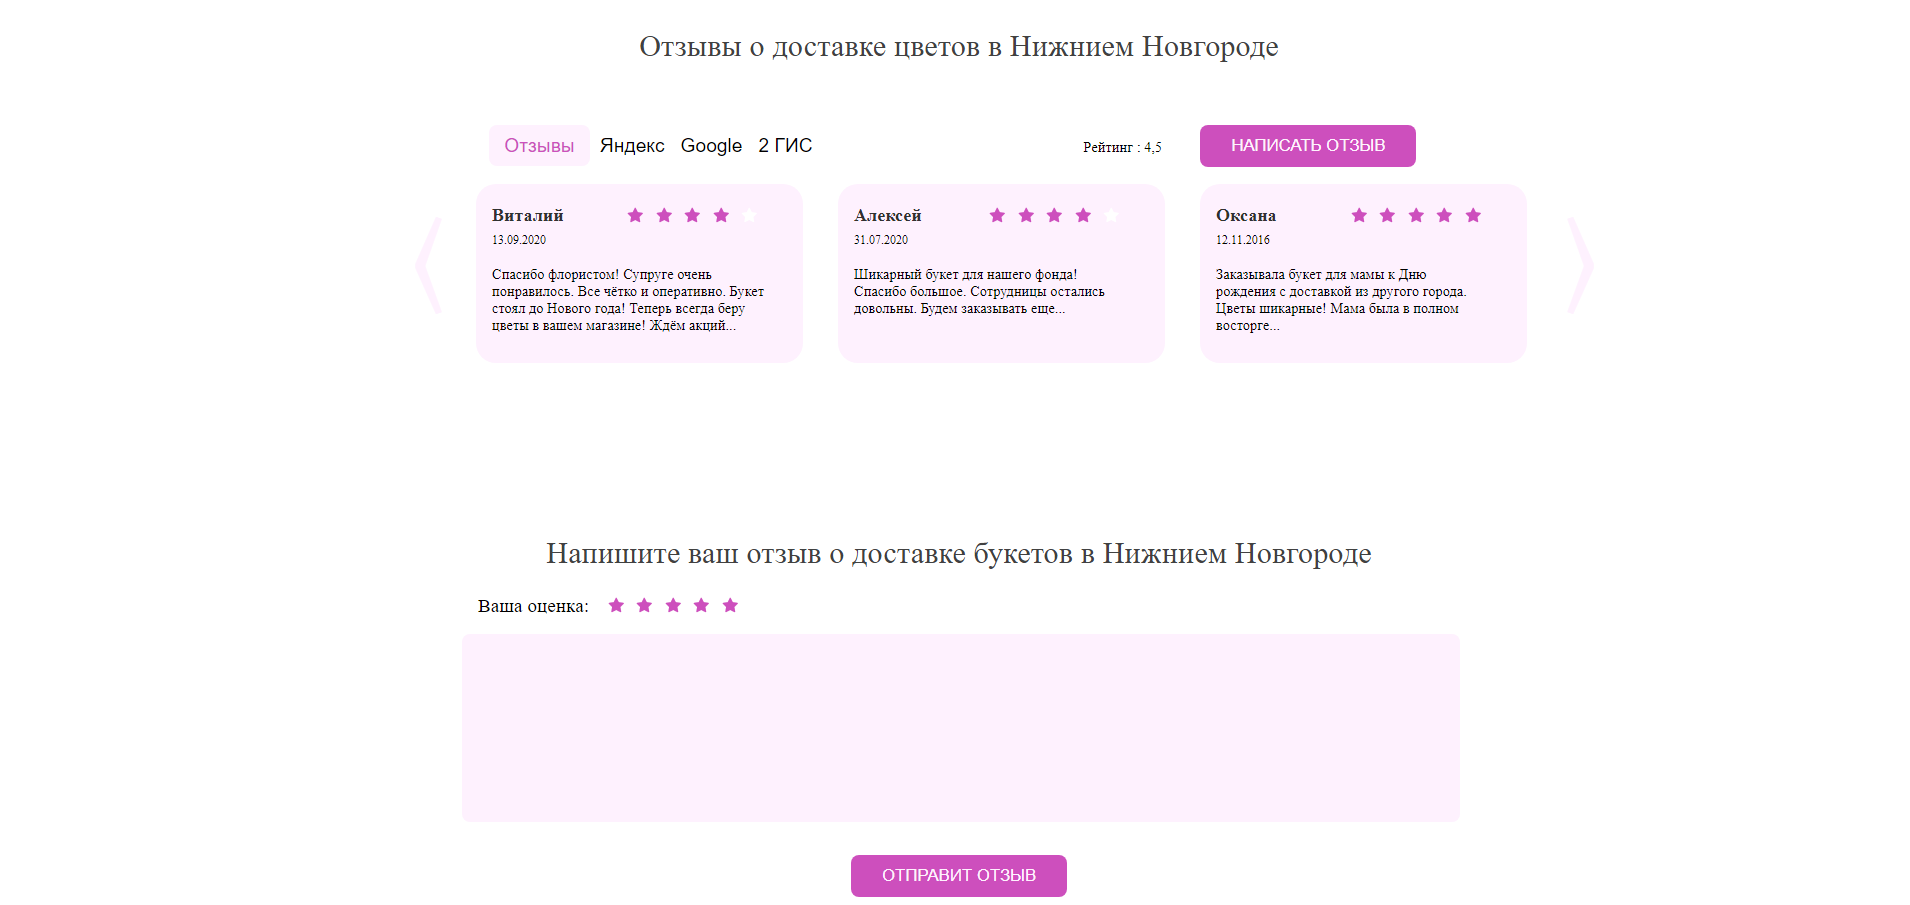 Отзывы о доставке цветов в Нижнием Новгороде
Отзывы Яндекс Google 2 ГИС
Рейтинг : 4,5
НАПИСАТЬ ОТЗЫВ
Виталий
13.09.2020
Спасибо флористом! Супруге очень
понравилось. Все чётко и оперативно. Букет
стоял до Нового года! Теперь всегда беру
цветы в вашем магазине! Ждём акций...
Алексей
31.07.2020
Шикарный букет для нашего фонда!
Спасибо большое. Сотрудницы остались
довольны. Будем заказывать еще...
Оксана
12.11.2016
Заказывала букет для мамы к Дню
рождения с доставкой из другого города.
Цветы шикарные! Мама была в полном
восторге...
Напишите ваш отзыв о доставке букетов в Нижнием Новгороде
Ваша оценка:
ОТПРАВИТ ОТЗЫВ